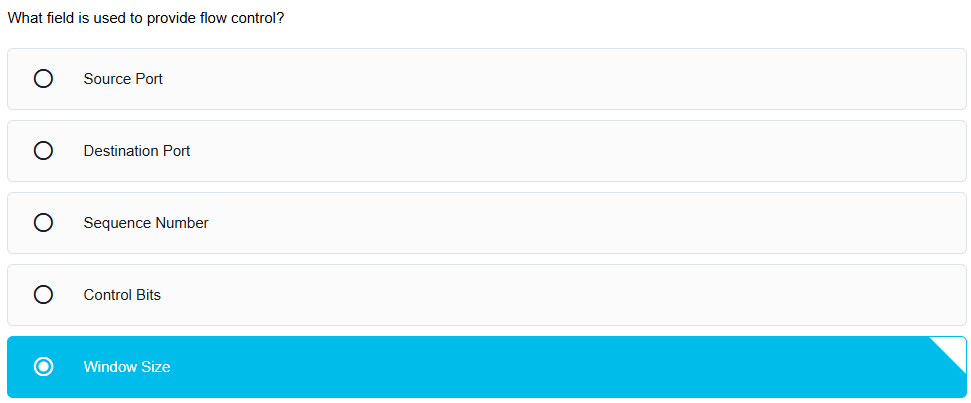 What field is used to provide flow control?
Source Port
Destination Port
Sequence Number
Control Bits
Window Size